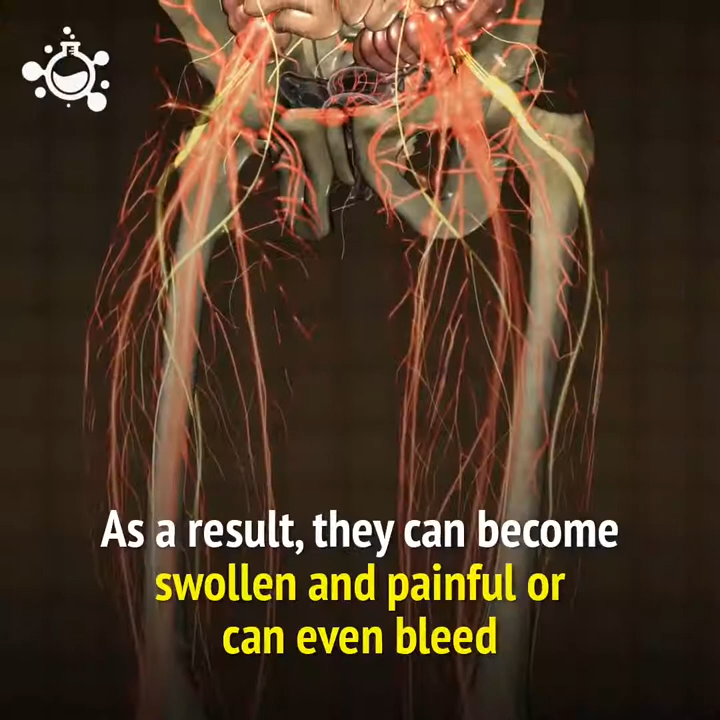 As a result, they can become
swollen and painful or
can even bleed